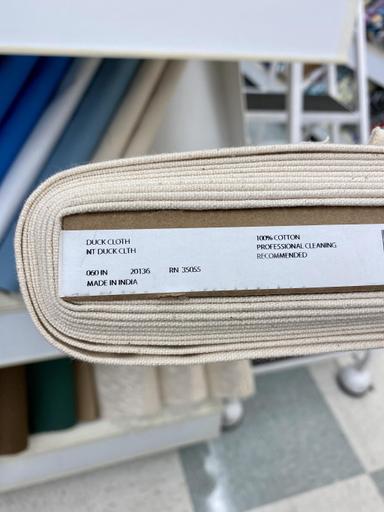 DUCK CLOTH
NT DUCK CLTH
060 IN 20136 RN 35055
MADE IN INDIA
100% COTTON
PROFESSIONAL CLEANING
RECOMMENDED